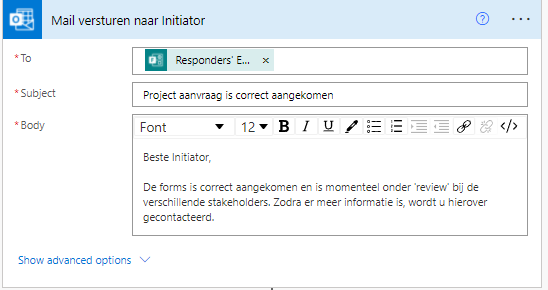 Mail versturen naar Initiator
* To
Responders' E... ×
* Subject
Project aanvraag is correct aangekomen
* Body
Font 12 B I U </>
Beste Initiator,
De forms is correct aangekomen en is momenteel onder 'review' bij de
verschillende stakeholders. Zodra er meer informatie is, wordt u hierover
gecontacteerd.
Show advanced options